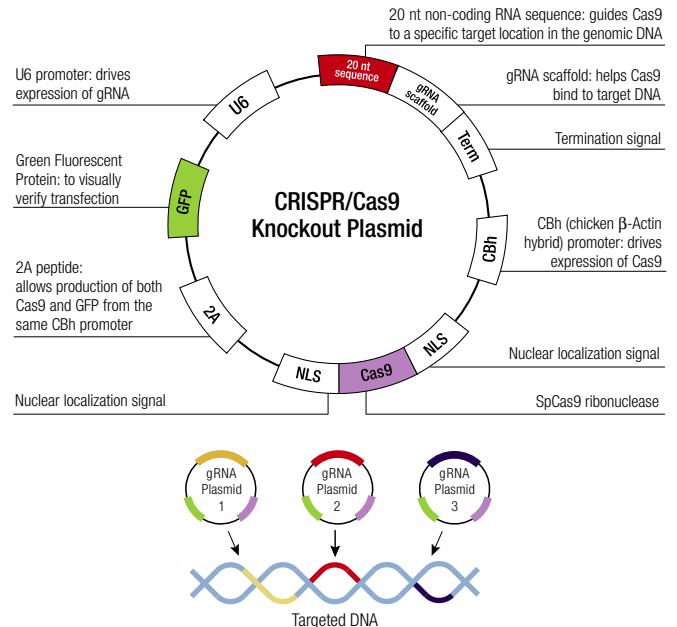 20 nt non-coding RNA sequence: guides Cas9
to a specific target location in the genomic DNA
U6 promoter: drives
expression of gRNA
20 nt
sequence
gRNA
scaffold
gRNA scaffold: helps Cas9
bind to target DNA
U6
Term
Termination signal
Green Fluorescent
Protein: to visually
verify transfection
GFP
CRISPR/Cas9
Knockout Plasmid
CBh
CBh (chicken β-Actin
hybrid) promoter: drives
expression of Cas9
2A peptide:
allows production of both
Cas9 and GFP from the
same CBh promoter
2A
NLS
Nuclear localization signal
NLS
Cas9
Nuclear localization signal
SpCas9 ribonuclease
gRNA
Plasmid
1
gRNA
Plasmid
2
gRNA
Plasmid
3
Targeted DNA